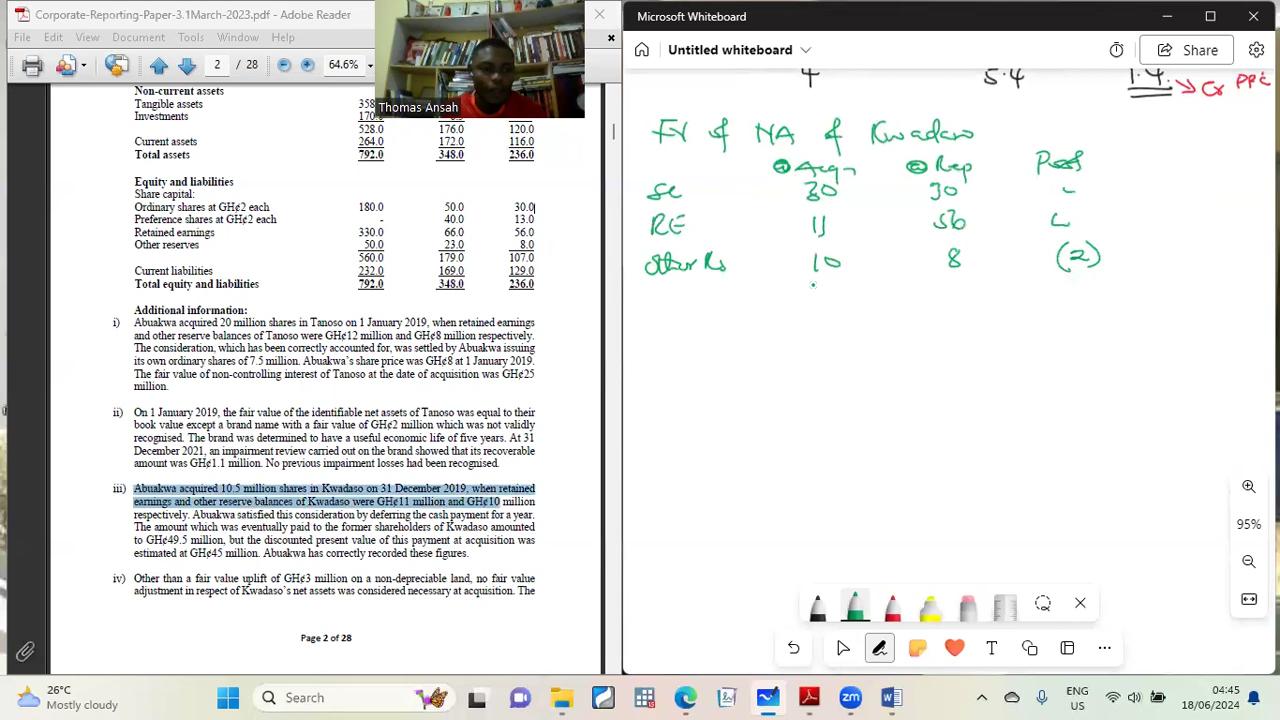 Corporate-Reporting-Paper-3.1March-2023.pdf - Adobe Reader
File Edit View Document Tools Window Help
2 / 28 64.6%
Thomas Ansah
Non-current assets
Tangible assets 358
Investments 170
528.0 176.0 120.0
Current assets 264.0 172.0 116.0
Total assets 792.0 348.0 236.0
Equity and liabilities
Share capital:
Ordinary shares at GH¢2 each 180.0 50.0 30.0
Preference shares at GH¢2 each - 40.0 13.0
Retained earnings 330.0 66.0 56.0
Other reserves 50.0 23.0 8.0
560.0 179.0 107.0
Current liabilities 232.0 169.0 129.0
Total equity and liabilities 792.0 348.0 236.0
Additional information:
i) Abuakwa acquired 20 million shares in Tanoso on 1 January 2019, when retained earnings
and other reserve balances of Tanoso were GH¢12 million and GH¢8 million respectively.
The consideration, which has been correctly accounted for, was settled by Abuakwa issuing
its own ordinary shares of 7.5 million. Abuakwa's share price was GH¢8 at 1 January 2019.
The fair value of non-controlling interest of Tanoso at the date of acquisition was GH¢25
million.
ii) On 1 January 2019, the fair value of the identifiable net assets of Tanoso was equal to their
book value except a brand name with a fair value of GH¢2 million which was not validly
recognised. The brand was determined to have a useful economic life of five years. At 31
December 2021, an impairment review carried out on the brand showed that its recoverable
amount was GH¢1.1 million. No previous impairment losses had been recognised.
iii) Abuakwa acquired 10.5 million shares in Kwadaso on 31 December 2019, when retained
earnings and other reserve balances of Kwadaso were GH¢11 million and GH¢10 million
respectively. Abuakwa satisfied this consideration by deferring the cash payment for a year.
The amount which was eventually paid to the former shareholders of Kwadaso amounted
to GH¢49.5 million, but the discounted present value of this payment at acquisition was
estimated at GH¢45 million. Abuakwa has correctly recorded these figures.
iv) Other than a fair value uplift of GH¢3 million on a non-depreciable land, no fair value
adjustment in respect of Kwadaso's net assets was considered necessary at acquisition. The
Page 2 of 28
Microsoft Whiteboard
Untitled whiteboard
Share
4 5.4 1.4 → Cr PPE
FV of NA of Kwadaso
@ Acqn @ Rep
SC 30 30 -
RE 11 56
Other Rs 10 8 (2)
95%
26°C
Mostly cloudy
Search
ENG
US
04:45
18/06/2024